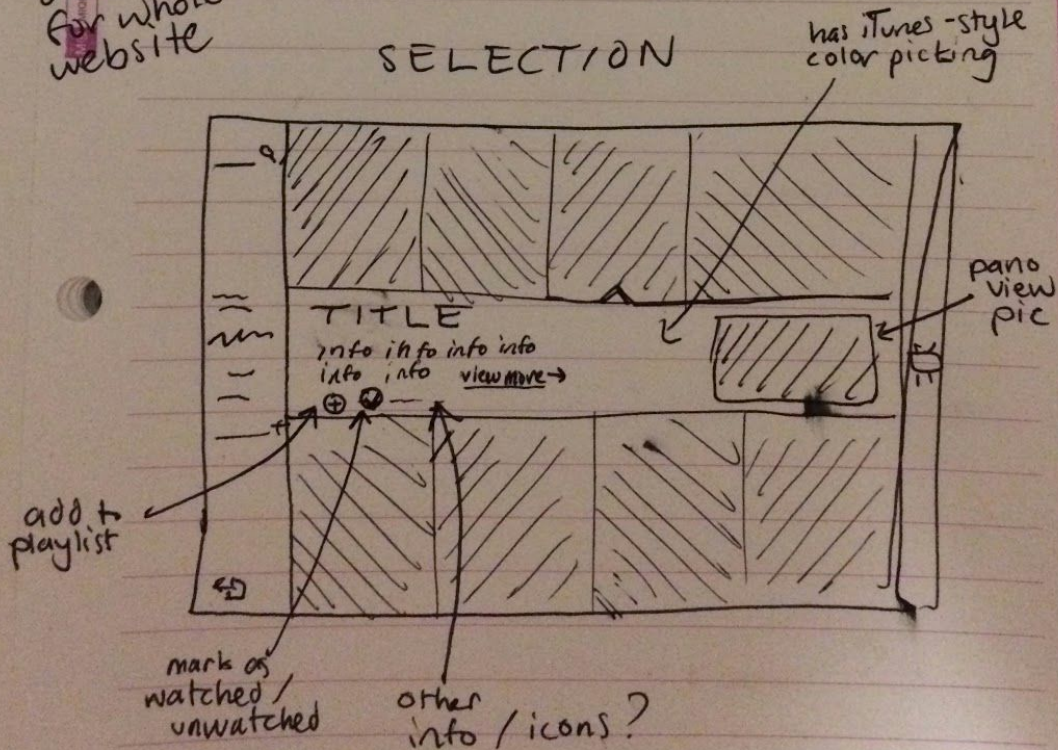 for whole
website
SELECTION
has iTunes-style
color picking
pano
view
pic
TITLE
info info info info
info info view more →
add to
playlist
mark as
watched /
unwatched
other
info / icons?